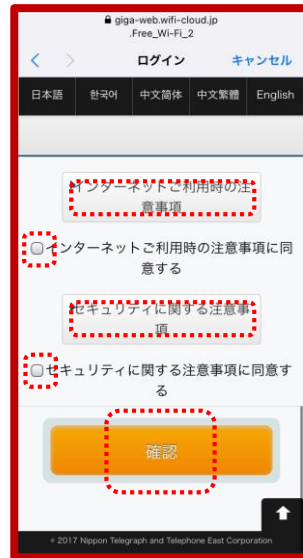 giga-web.wifi-cloud.jp
.Free_Wi-Fi_2
ログイン
キャンセル
日本語
한국어
中文简体
中文繁體
English
インターネットご利用時の注
意事項
インターネットご利用時の注意事項に同
意する
セキュリティに関する注意事
項
セキュリティに関する注意事項に同意す
る
確認
© 2017 Nippon Telegraph and Telephone East Corporation